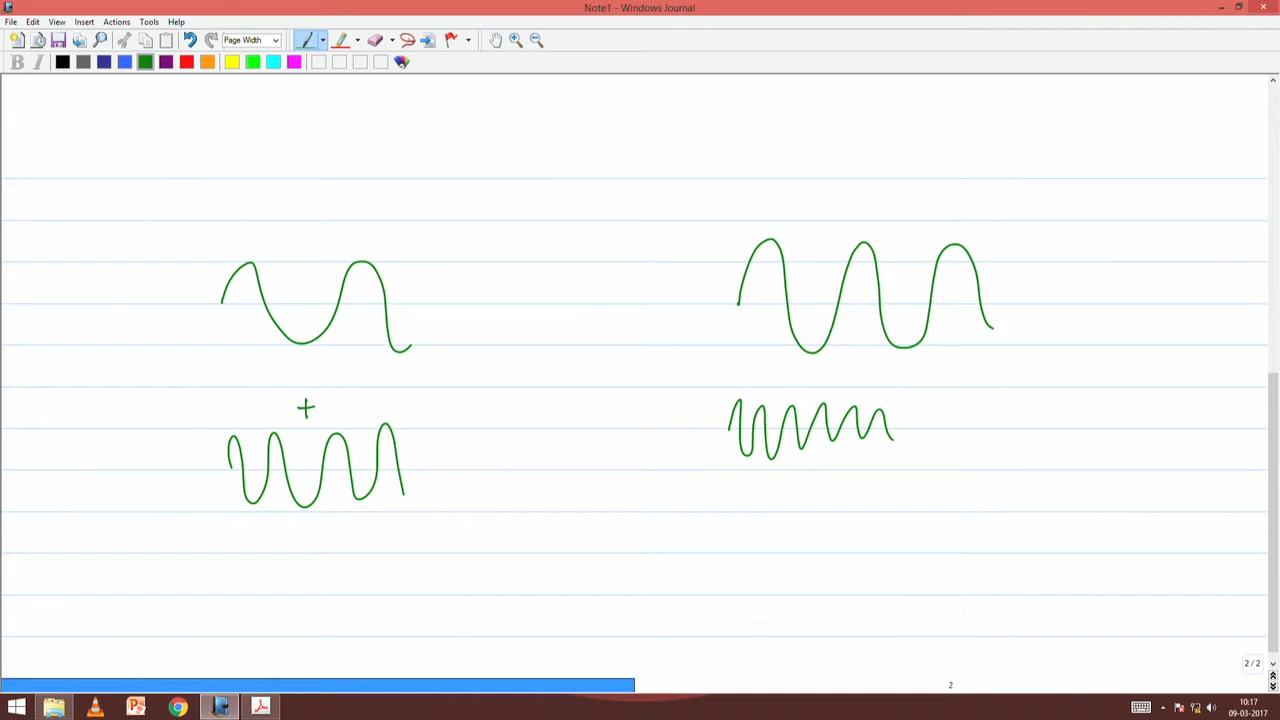 Note1 - Windows Journal
File Edit View Insert Actions Tools Help
Page Width
B I
+
2 / 2
2
10:17
09-03-2017